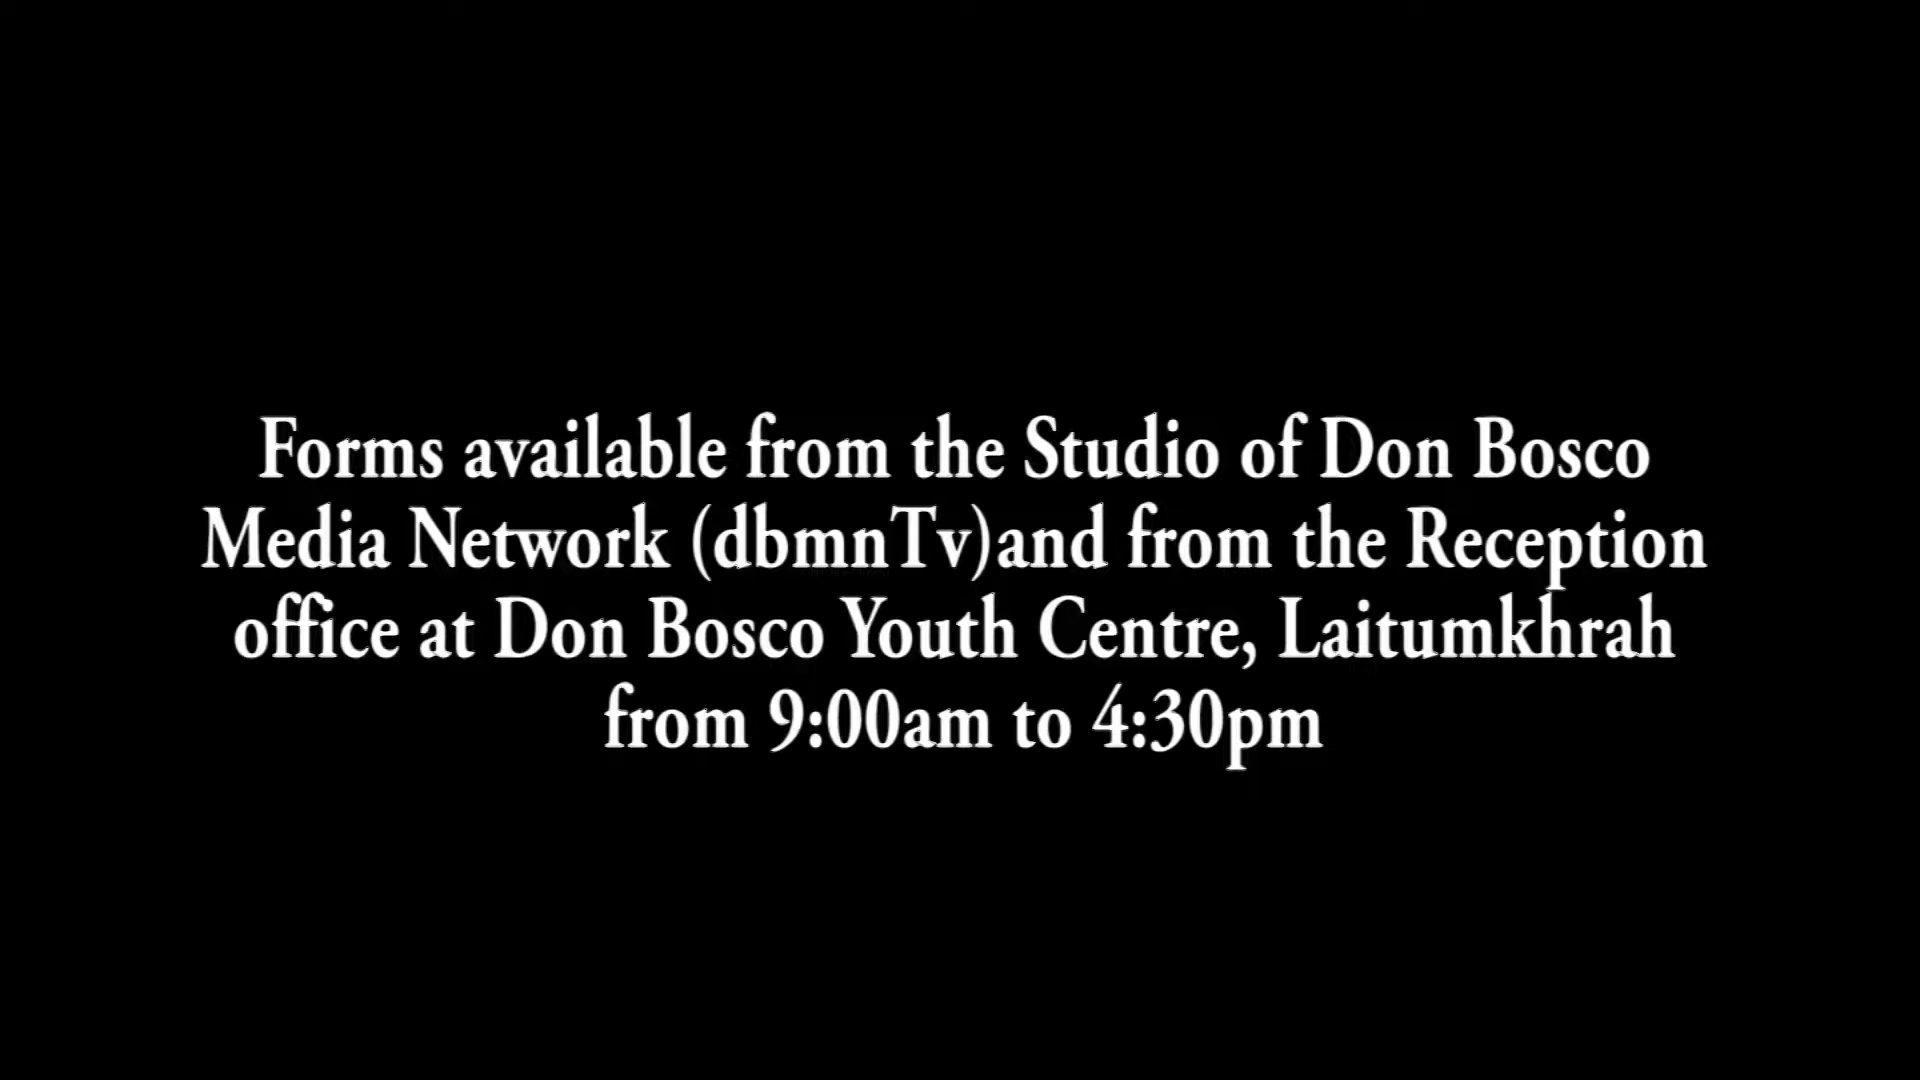 Forms available from the Studio of Don Bosco
Media Network (dbmnTv)and from the Reception
office at Don Bosco Youth Centre, Laitumkhrah
from 9:00am to 4:30pm